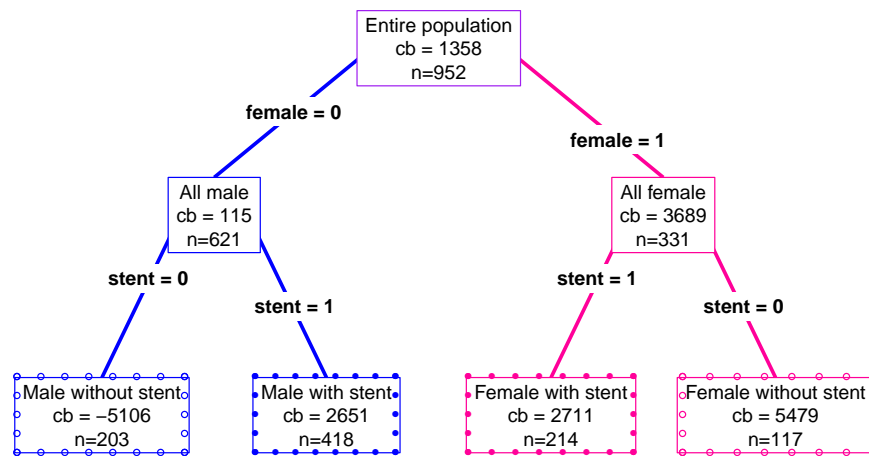 Entire population
cb = 1358
n=952
female = 0
female = 1
All male
cb = 115
n=621
All female
cb = 3689
n=331
stent = 0
stent = 1
stent = 1
stent = 0
Male without stent
cb = −5106
n=203
Male with stent
cb = 2651
n=418
Female with stent
cb = 2711
n=214
Female without stent
cb = 5479
n=117